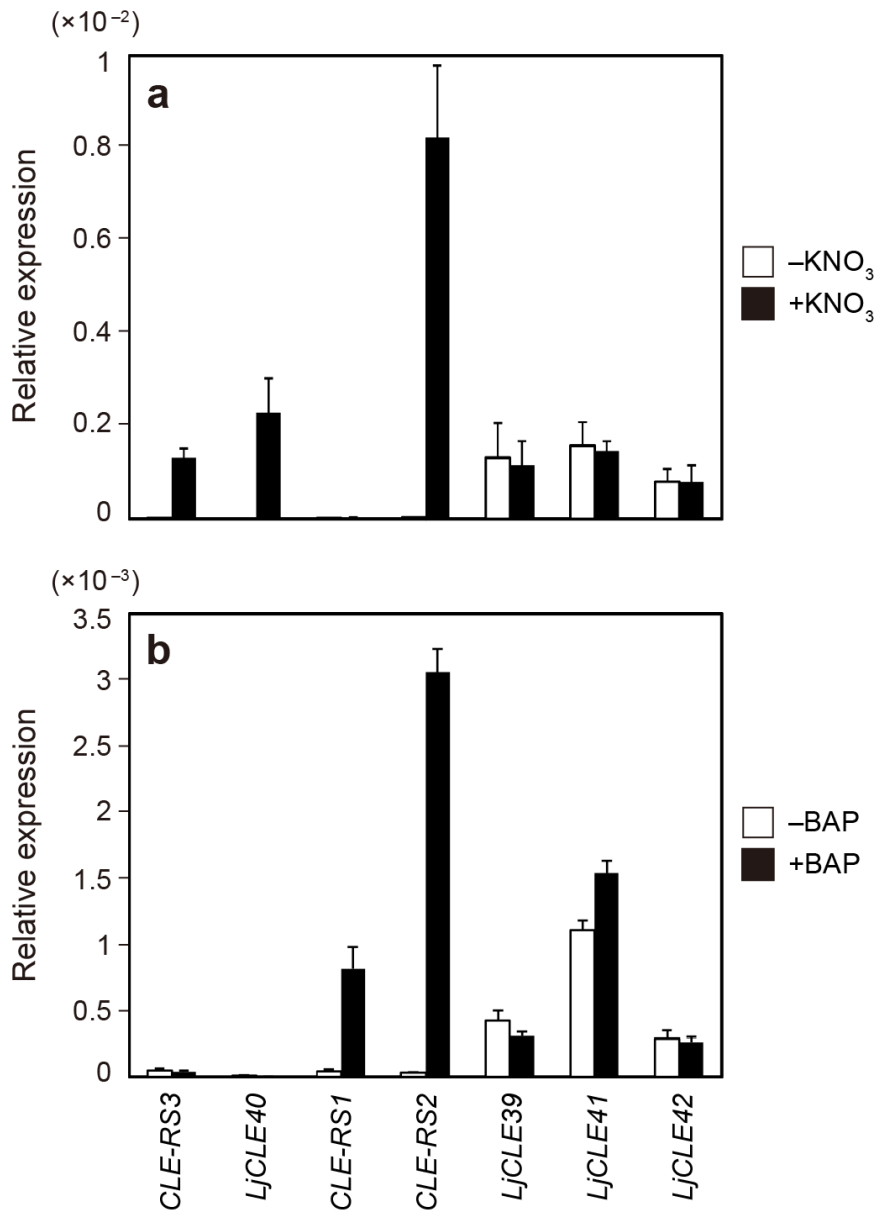 (×10⁻²)
a
Relative expression
1
0.8
0.6
0.4
0.2
0
–KNO₃
+KNO₃
(×10⁻³)
b
Relative expression
3.5
3
2.5
2
1.5
1
0.5
0
–BAP
+BAP
CLE-RS3
LjCLE40
CLE-RS1
CLE-RS2
LjCLE39
LjCLE41
LjCLE42